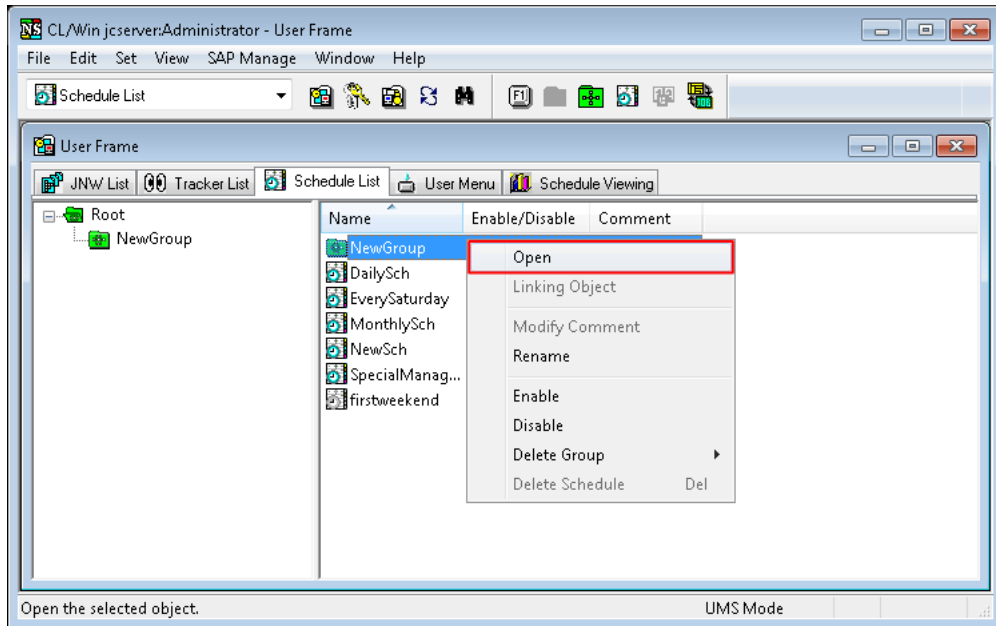 CL/Win jcserver:Administrator - User Frame
File Edit Set View SAP Manage Window Help
Schedule List
User Frame
JNW List Tracker List Schedule List User Menu Schedule Viewing
Root
NewGroup
Name Enable/Disable Comment
NewGroup
DailySch
EverySaturday
MonthlySch
NewSch
SpecialManag...
firstweekend
Open
Linking Object
Modify Comment
Rename
Enable
Disable
Delete Group
Delete Schedule Del
Open the selected object. UMS Mode